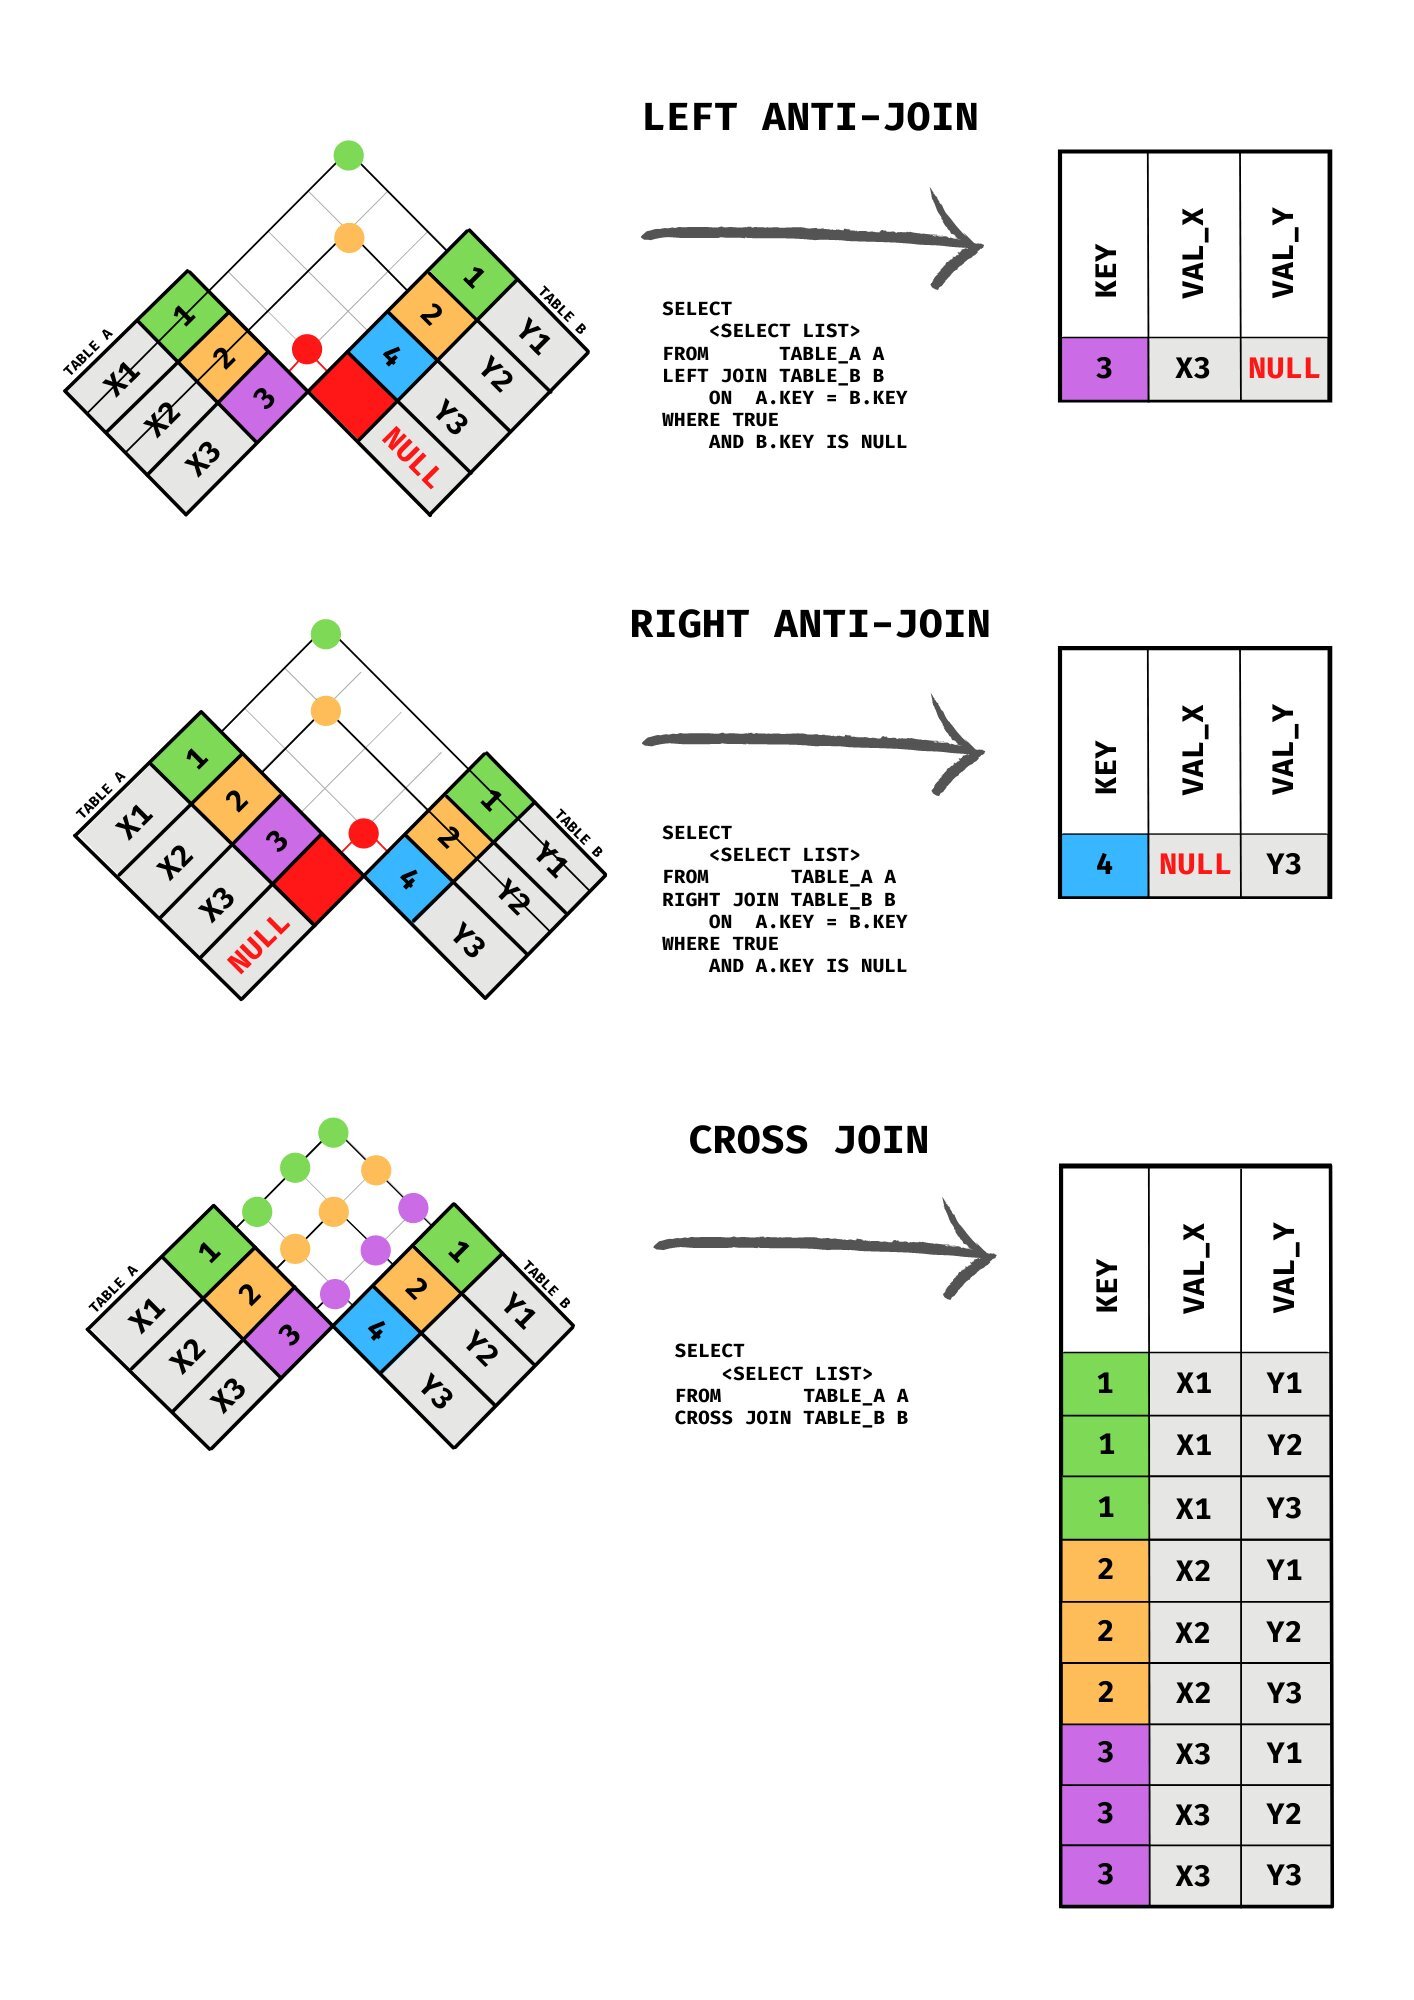 LEFT ANTI-JOIN
TABLE A
1
2
3
X1
X2
X3
TABLE B
1
2
4
Y1
Y2
Y3
NULL
SELECT
<SELECT LIST>
FROM TABLE_A A
LEFT JOIN TABLE_B B
ON A.KEY = B.KEY
WHERE TRUE
AND B.KEY IS NULL
KEY VAL_X VAL_Y
3 X3 NULL
RIGHT ANTI-JOIN
TABLE A
1
2
3
X1
X2
X3
NULL
TABLE B
1
2
4
Y1
Y2
Y3
SELECT
<SELECT LIST>
FROM TABLE_A A
RIGHT JOIN TABLE_B B
ON A.KEY = B.KEY
WHERE TRUE
AND A.KEY IS NULL
KEY VAL_X VAL_Y
4 NULL Y3
CROSS JOIN
TABLE A
1
2
3
X1
X2
X3
TABLE B
1
2
4
Y1
Y2
Y3
SELECT
<SELECT LIST>
FROM TABLE_A A
CROSS JOIN TABLE_B B
KEY VAL_X VAL_Y
1 X1 Y1
1 X1 Y2
1 X1 Y3
2 X2 Y1
2 X2 Y2
2 X2 Y3
3 X3 Y1
3 X3 Y2
3 X3 Y3